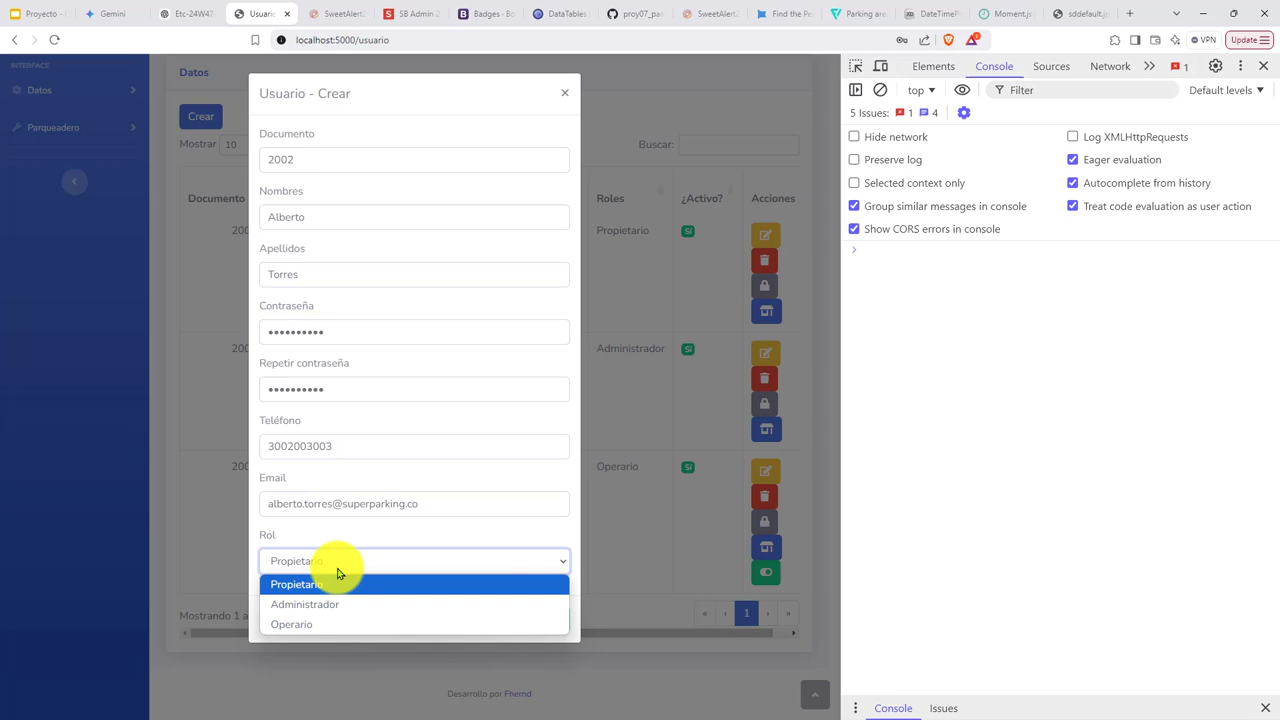 Proyecto -
Gemini
Etc-24W47
Usuario
SweetAlert2
SB Admin 2
Badges - Bo
DataTables
proy07_pa
SweetAlert2
Find the Pe
Parking are
DateTimeP
Moment.js
sddefault.jp
localhost:5000/usuario
VPN
Update
INTERFACE
Datos
Parqueadero
Datos
Crear
Mostrar 10
Buscar:
Documento
Roles
¿Activo?
Acciones
200
Propietario
Sí
200
Administrador
Sí
200
Operario
Sí
Mostrando 1 a
« ‹ 1 › »
Desarrollo por Fhernd
Usuario - Crear
×
Documento
2002
Nombres
Alberto
Apellidos
Torres
Contraseña
••••••••••
Repetir contraseña
••••••••••
Teléfono
3002003003
Email
alberto.torres@superparking.co
Rol
Propietario
Propietario
Administrador
Operario
Elements
Console
Sources
Network
1
top
Filter
Default levels
5 Issues: 1 4
Hide network
Log XMLHttpRequests
Preserve log
Eager evaluation
Selected context only
Autocomplete from history
Group similar messages in console
Treat code evaluation as user action
Show CORS errors in console
Console
Issues